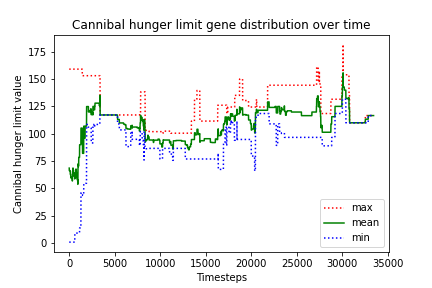 Cannibal hunger limit gene distribution over time
Cannibal hunger limit value
175
150
125
100
75
50
25
0
max
mean
min
0
5000
10000
15000
20000
25000
30000
35000
Timesteps